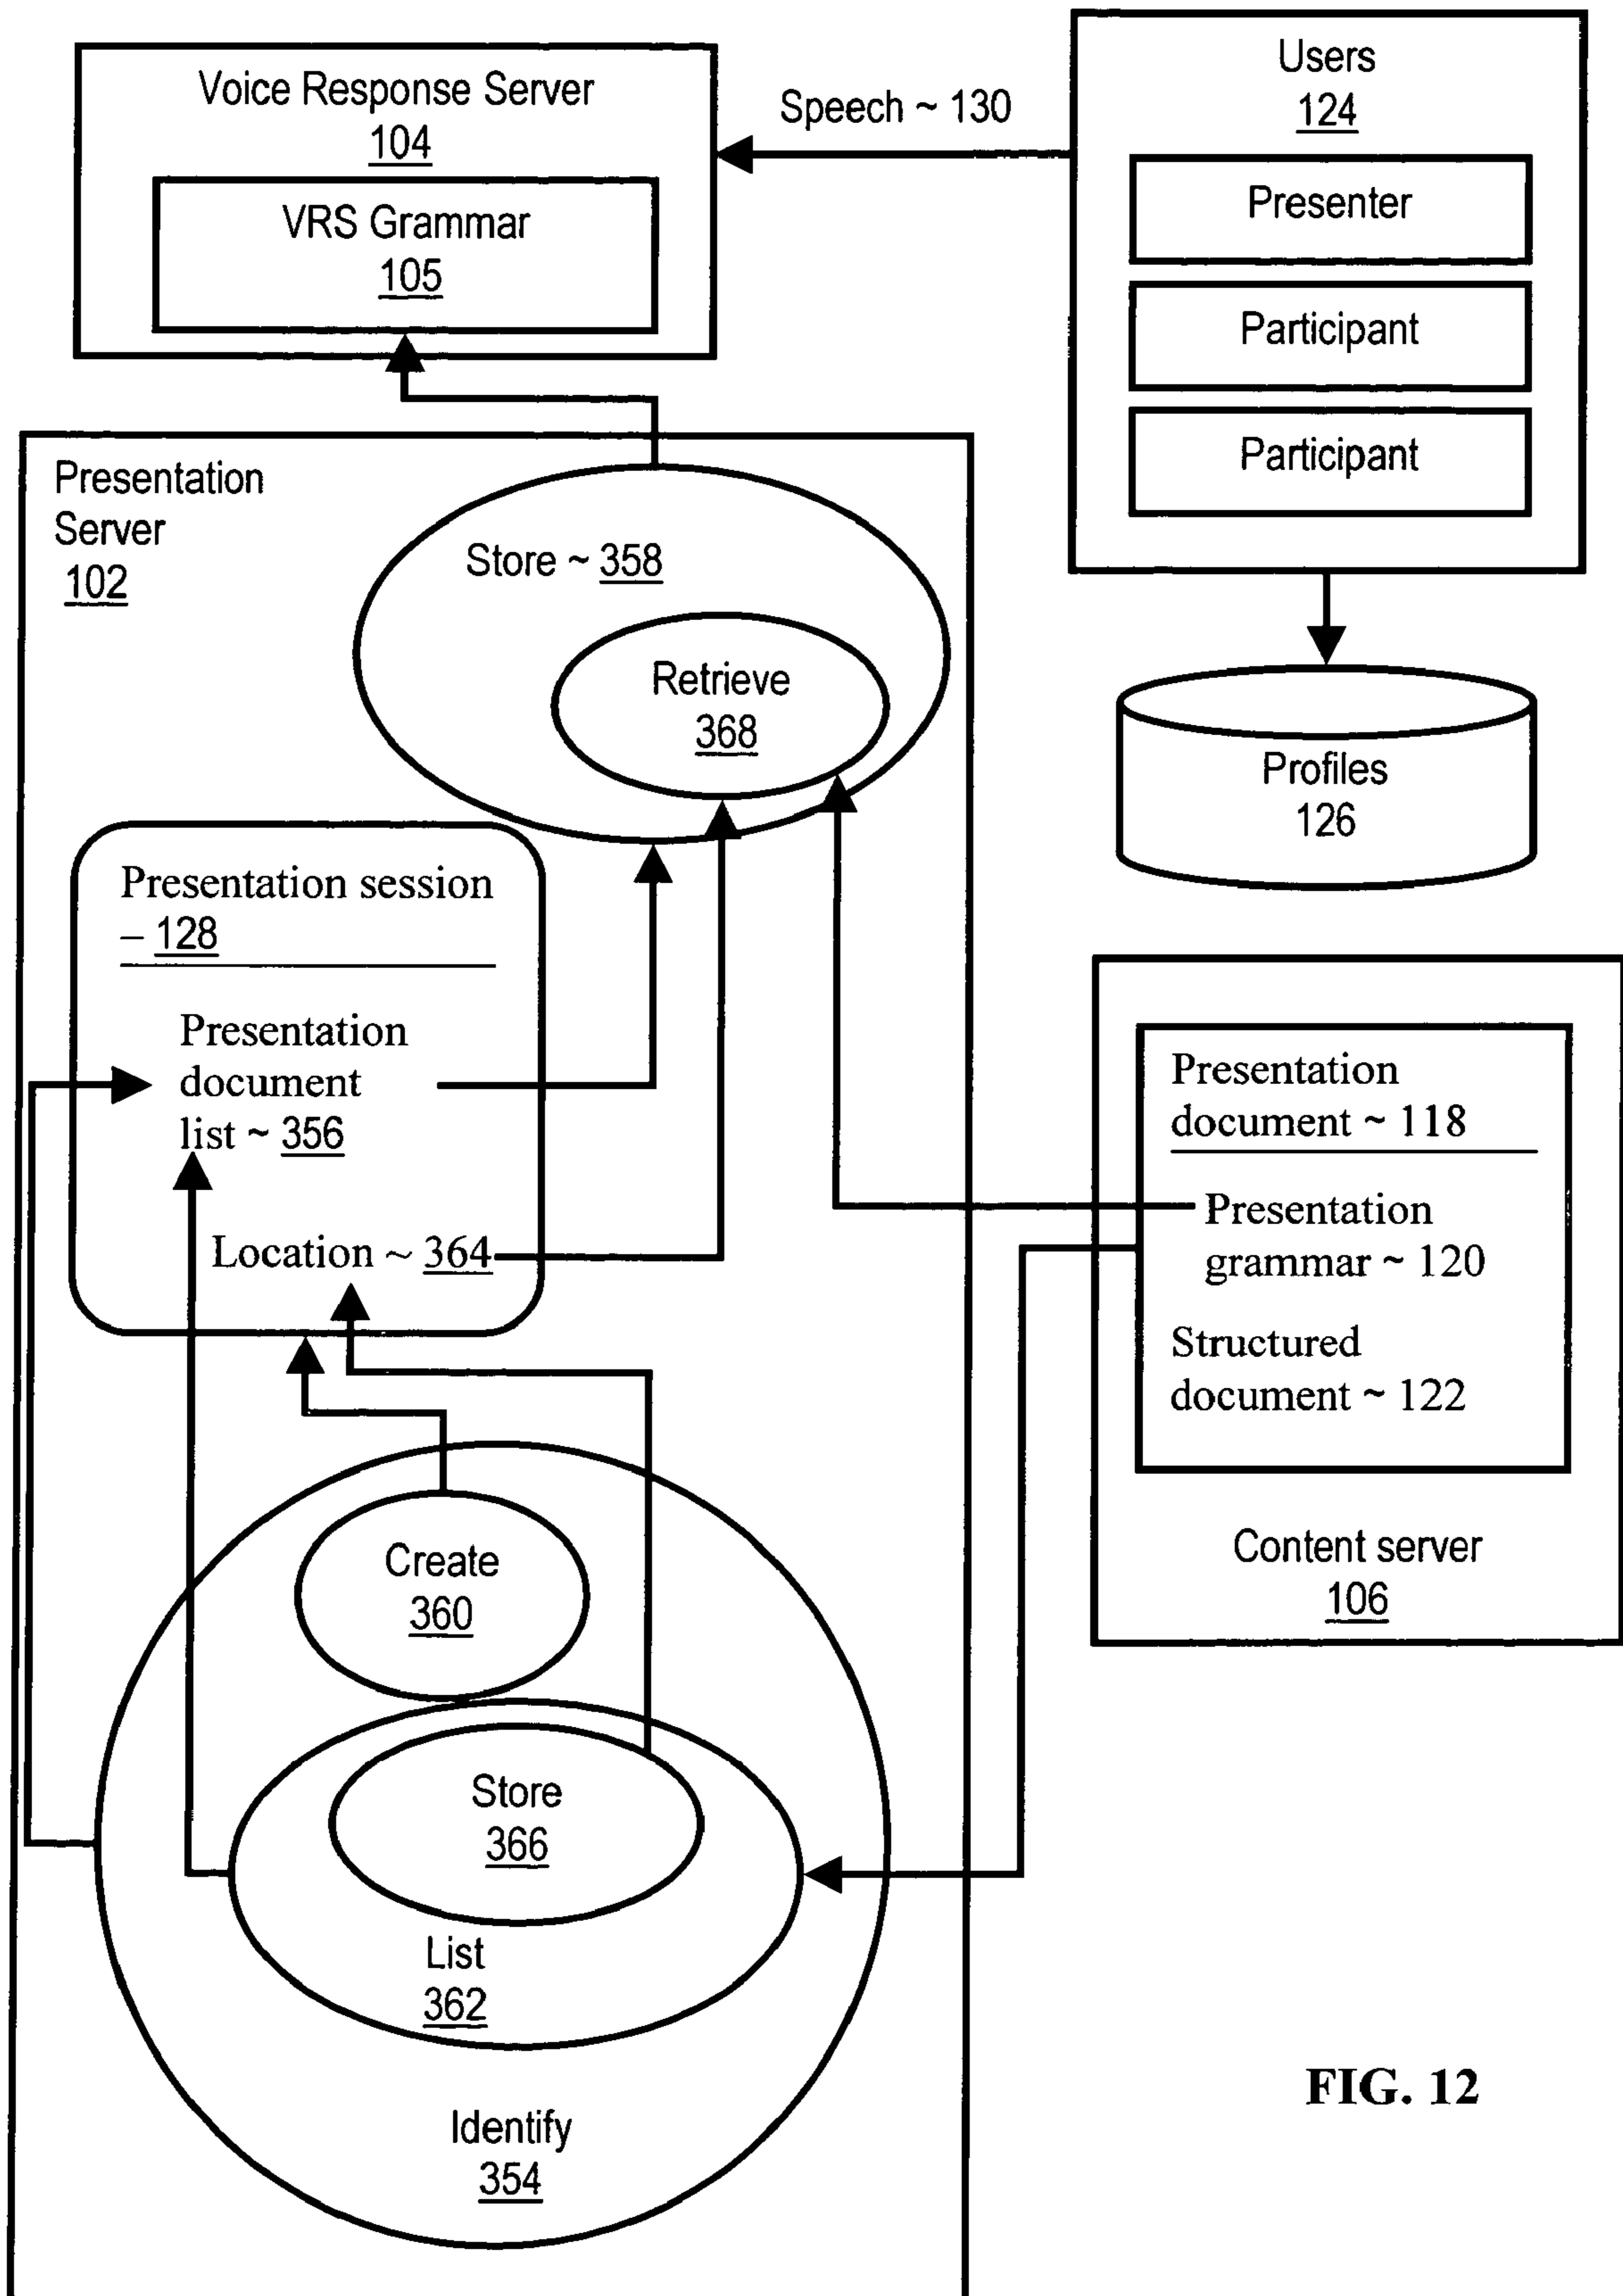 Voice Response Server
104
VRS Grammar
105
Speech ~ 130
Users
124
Presenter
Participant
Participant
Profiles
126
Presentation
Server
102
Store ~ 358
Retrieve
368
Presentation session
– 128
Presentation
document
list ~ 356
Location ~ 364
Presentation
document ~ 118
Presentation
grammar ~ 120
Structured
document ~ 122
Content server
106
Create
360
Store
366
List
362
Identify
354
FIG. 12